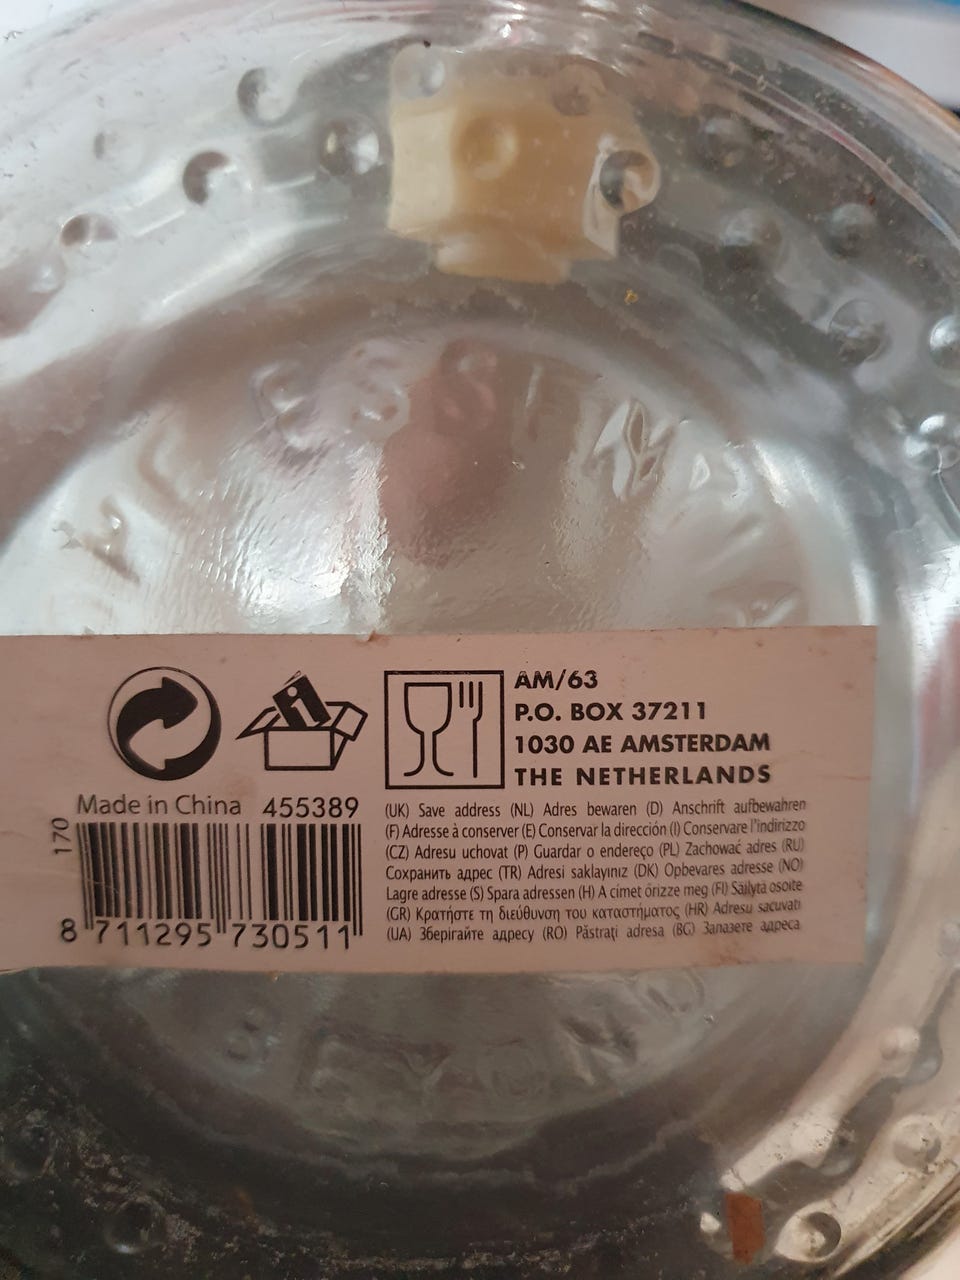 AM/63
P.O. BOX 37211
1030 AE AMSTERDAM
THE NETHERLANDS
Made in China 455389
170
8 711295 730511
(UK) Save address (NL) Adres bewaren (D) Anschrift aufbewahren
(F) Adresse à conserver (E) Conservar la dirección (I) Conservare l'indirizzo
(CZ) Adresu uchovat (P) Guardar o endereço (PL) Zachować adres (RU)
Сохранить адрес (TR) Adresi saklayınız (DK) Opbevares adresse (NO)
Lagre adresse (S) Spara adressen (H) A címet órizze meg (FI) Säilytä osoite
(GR) Κρατήστε τη διεύθυνση του καταστήματος (HR) Adresu sačuvati
(UA) Зберігайте адресу (RO) Păstraţi adresa (BG) Запазете адреса